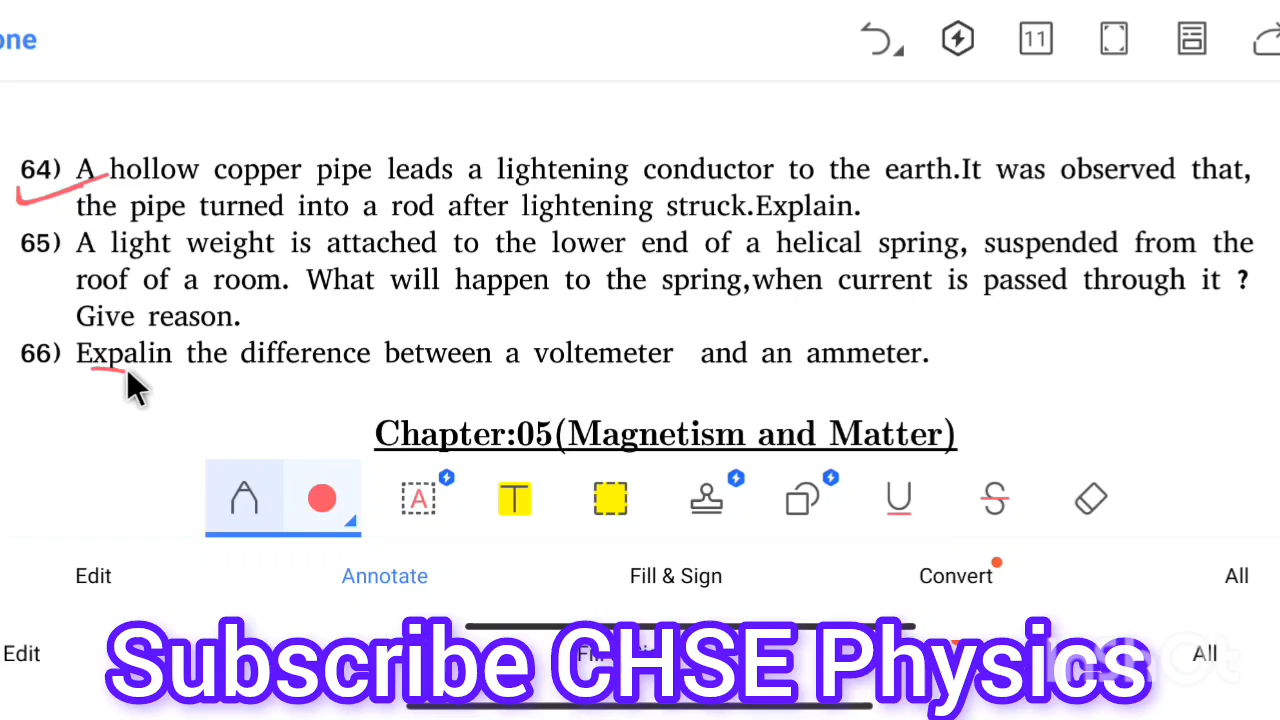 one
11
64) A hollow copper pipe leads a lightening conductor to the earth.It was observed that,
the pipe turned into a rod after lightening struck.Explain.
65) A light weight is attached to the lower end of a helical spring, suspended from the
roof of a room. What will happen to the spring,when current is passed through it ?
Give reason.
66) Expalin the difference between a voltemeter and an ammeter.
Chapter:05(Magnetism and Matter)
A T U S
Edit Annotate Fill & Sign Convert All
Edit All
Subscribe CHSE Physics